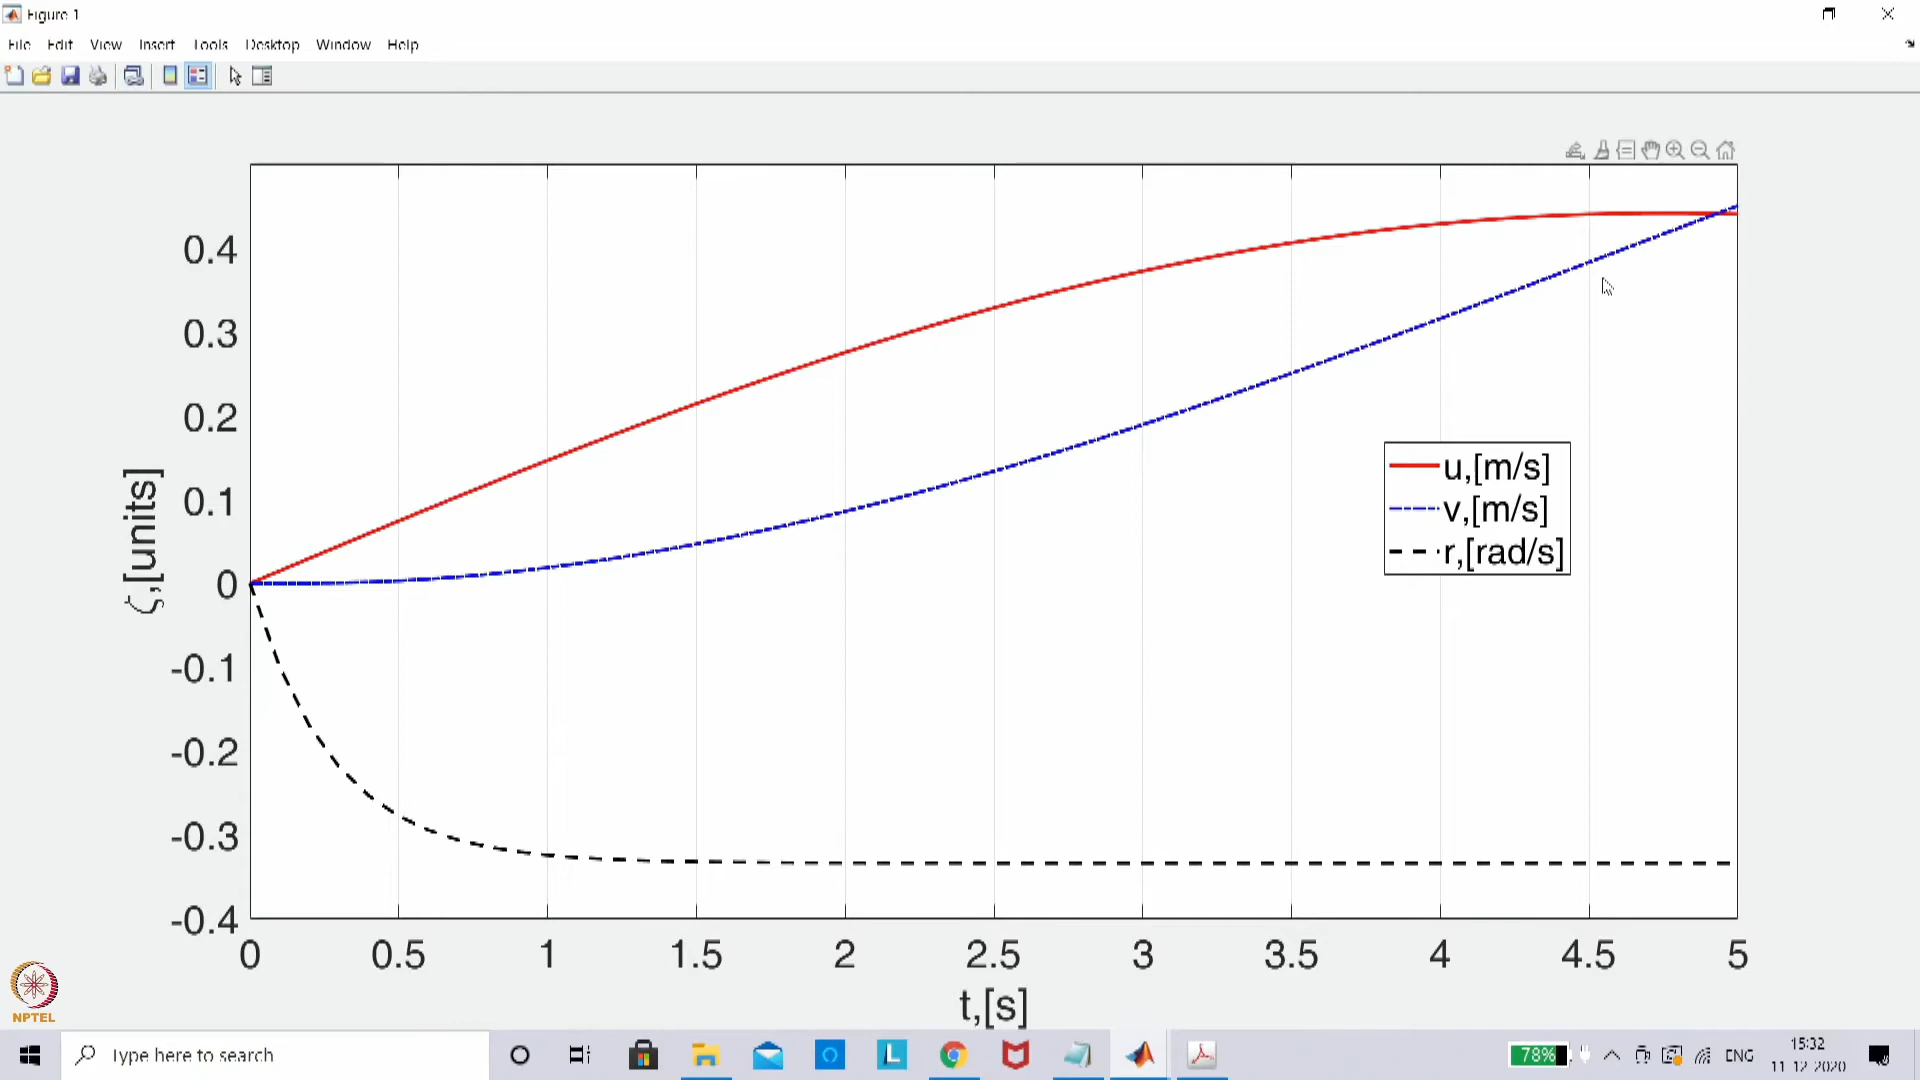 Figure 1
File Edit View Insert Tools Desktop Window Help
0.4
0.3
0.2
0.1
0
-0.1
-0.2
-0.3
-0.4
ζ,[units]
u,[m/s]
v,[m/s]
r,[rad/s]
0 0.5 1 1.5 2 2.5 3 3.5 4 4.5 5
t,[s]
NPTEL
Type here to search
78%
ENG
15:32
11-12-2020